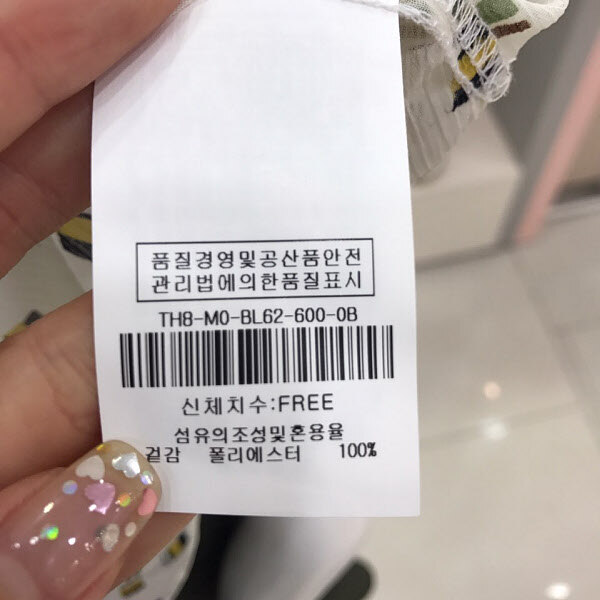 품질경영및공산품안전
관리법에의한품질표시
TH8-M0-BL62-600-0B
신체치수:FREE
섬유의조성및혼용율
겉감 폴리에스터 100%